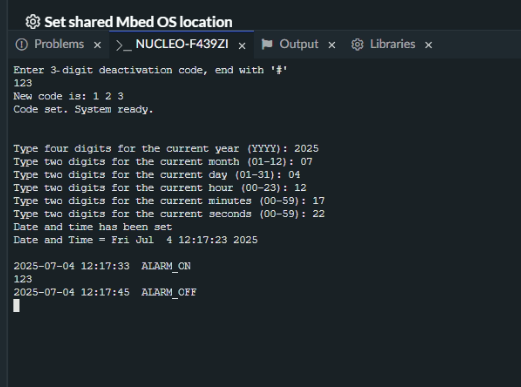 Set shared Mbed OS location
Problems × NUCLEO-F439ZI × Output × Libraries ×
Enter 3-digit deactivation code, end with '#'
123
New code is: 1 2 3
Code set. System ready.
Type four digits for the current year (YYYY): 2025
Type two digits for the current month (01-12): 07
Type two digits for the current day (01-31): 04
Type two digits for the current hour (00-23): 12
Type two digits for the current minutes (00-59): 17
Type two digits for the current seconds (00-59): 22
Date and time has been set
Date and Time = Fri Jul  4 12:17:23 2025
2025-07-04 12:17:33  ALARM_ON
123
2025-07-04 12:17:45  ALARM_OFF